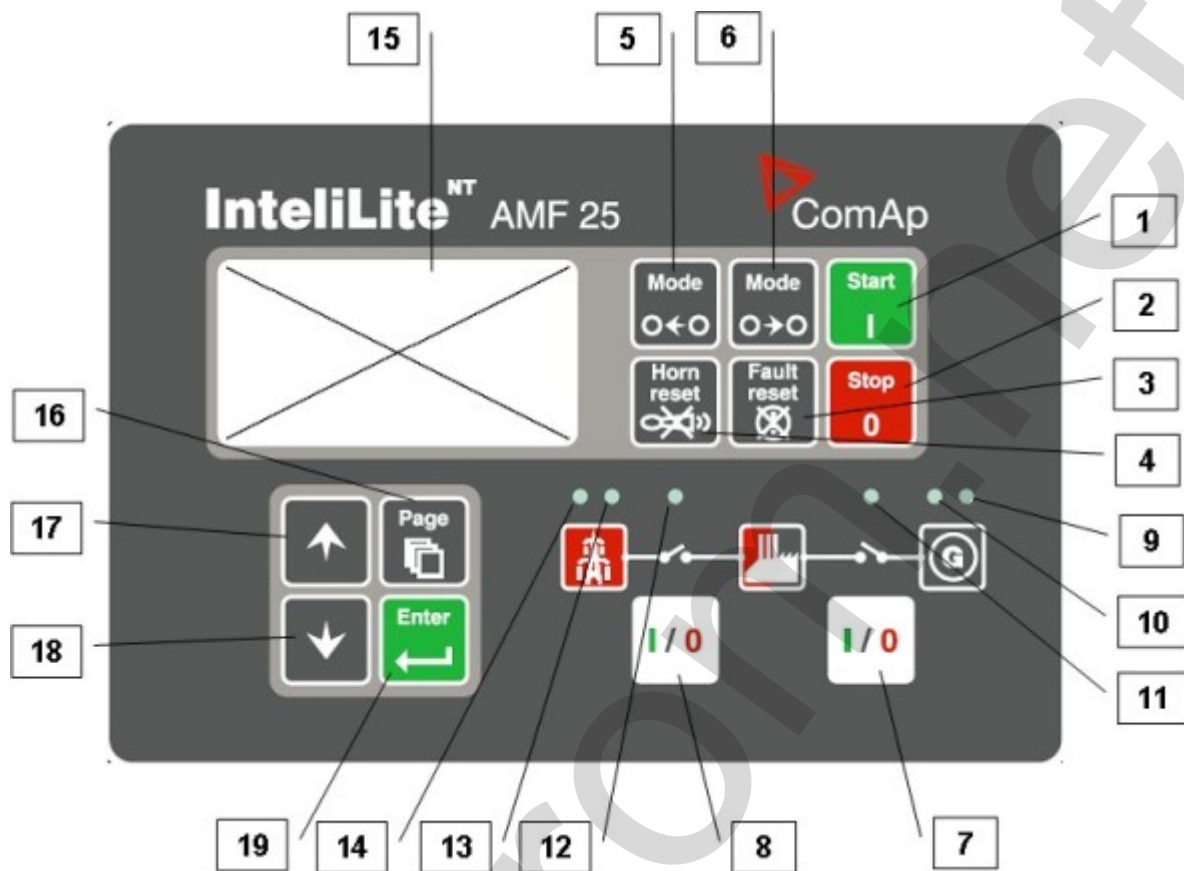 15
5
6
InteliLite NT AMF 25
ComAp
1
Mode
Mode
Start
I
2
Horn reset
Fault reset
Stop
0
3
4
16
17
Page
9
10
Enter
18
I / 0
I / 0
11
19
14
13
12
8
7